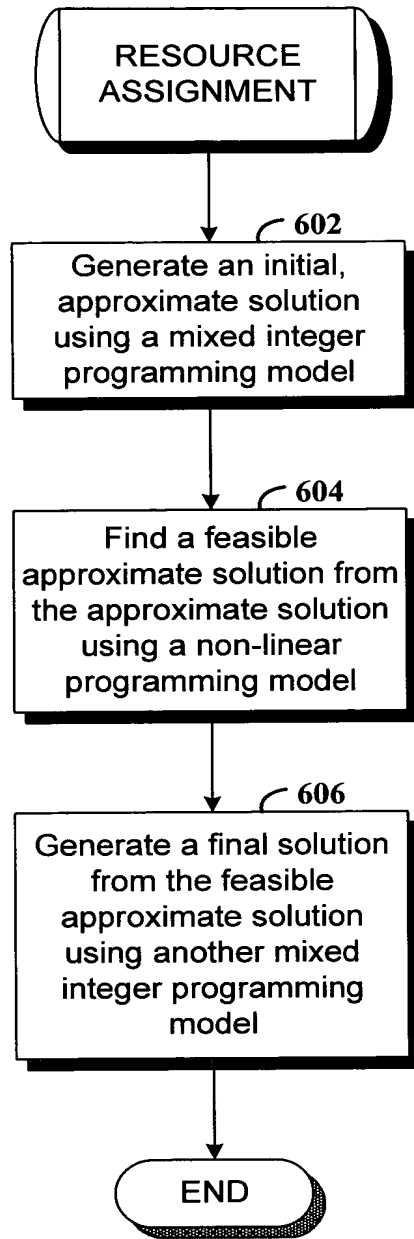 RESOURCE
ASSIGNMENT
602
Generate an initial,
approximate solution
using a mixed integer
programming model
604
Find a feasible
approximate solution from
the approximate solution
using a non-linear
programming model
606
Generate a final solution
from the feasible
approximate solution
using another mixed
integer programming
model
END